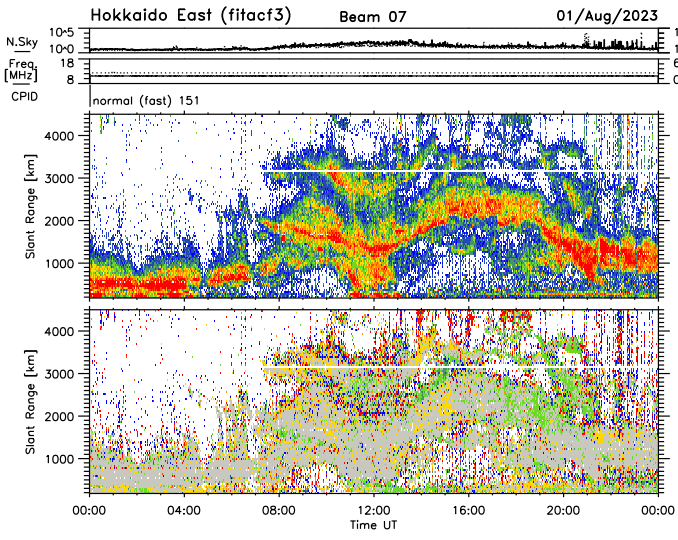 Hokkaido East (fitacf3) Beam 07 01/Aug/2023
N.Sky 10^5 10^0 1 1
Freq. [MHz] 18 8 6 0
CPID normal (fast) 151
4000
3000
2000
1000
Slant Range [km]
4000
3000
2000
1000
Slant Range [km]
00:00 04:00 08:00 12:00 16:00 20:00 00:00
Time UT